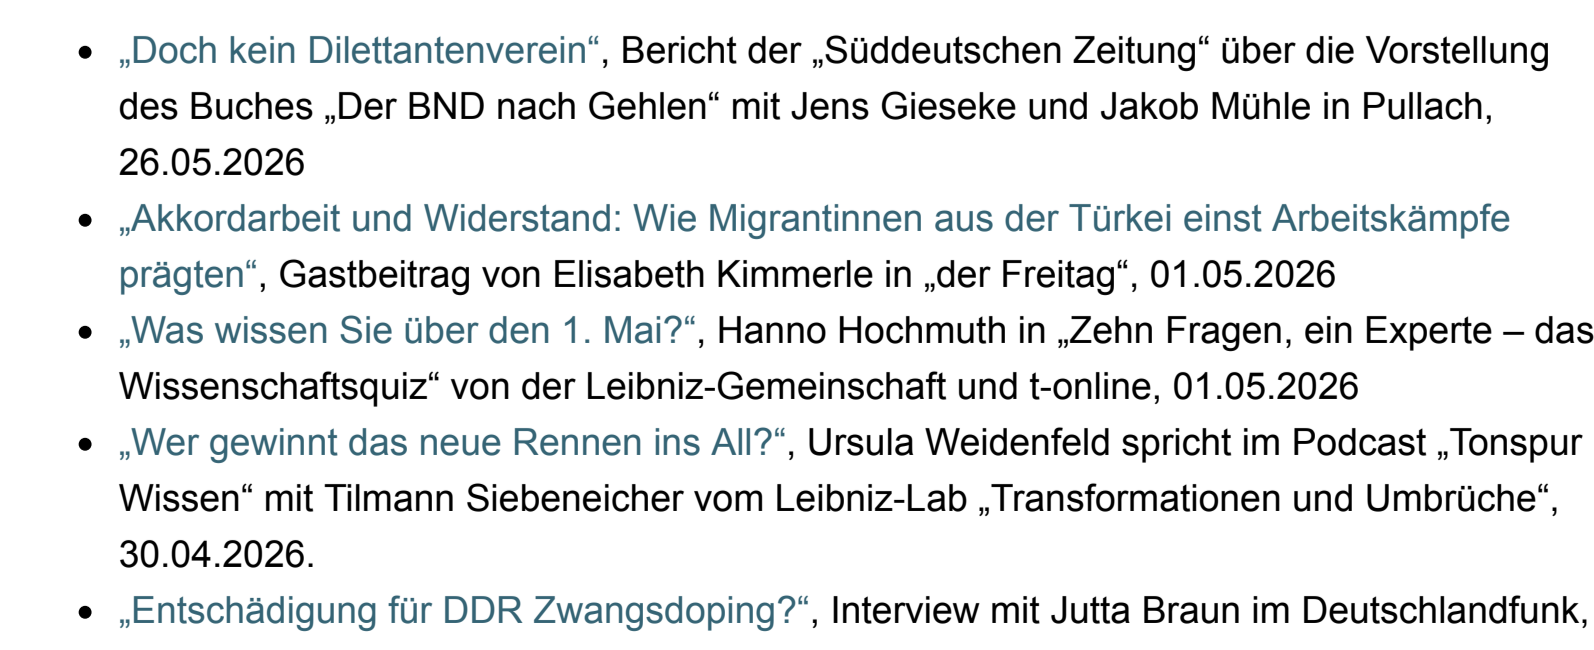 „Doch kein Dilettantenverein“, Bericht der „Süddeutschen Zeitung“ über die Vorstellung
des Buches „Der BND nach Gehlen“ mit Jens Gieseke und Jakob Mühle in Pullach,
26.05.2026
„Akkordarbeit und Widerstand: Wie Migrantinnen aus der Türkei einst Arbeitskämpfe
prägten“, Gastbeitrag von Elisabeth Kimmerle in „der Freitag“, 01.05.2026
„Was wissen Sie über den 1. Mai?“, Hanno Hochmuth in „Zehn Fragen, ein Experte – das
Wissenschaftsquiz“ von der Leibniz-Gemeinschaft und t-online, 01.05.2026
„Wer gewinnt das neue Rennen ins All?“, Ursula Weidenfeld spricht im Podcast „Tonspur
Wissen“ mit Tilmann Siebeneicher vom Leibniz-Lab „Transformationen und Umbrüche“,
30.04.2026.
„Entschädigung für DDR Zwangsdoping?“, Interview mit Jutta Braun im Deutschlandfunk,